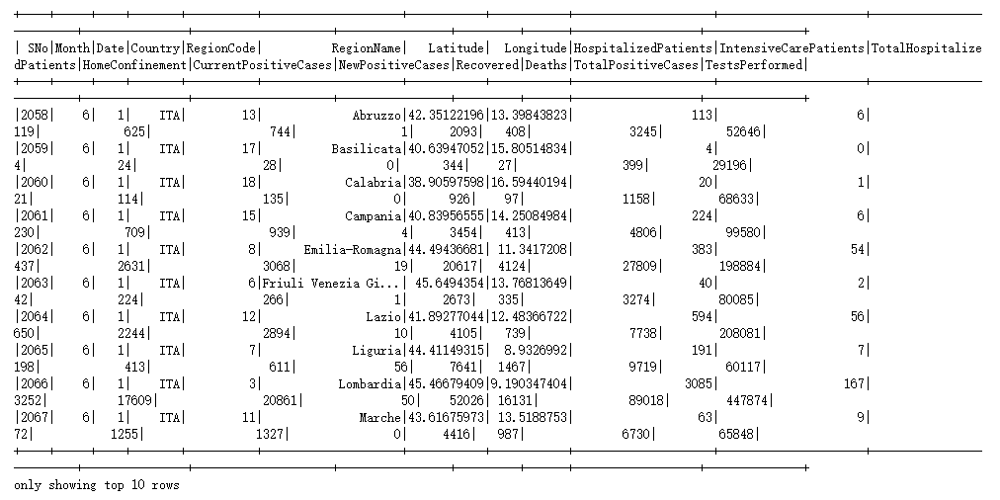 | SNo|Month|Date|Country|RegionCode| RegionName| Latitude| Longitude|HospitalizedPatients|IntensiveCarePatients|TotalHospitalize
dPatients|HomeConfinement|CurrentPositiveCases|NewPositiveCases|Recovered|Deaths|TotalPositiveCases|TestsPerformed|
|2058| 6| 1| ITA| 13| Abruzzo|42.35122196|13.39843823| 113| 6|
119| 625| 744| 1| 2093| 408| 3245| 52646|
|2059| 6| 1| ITA| 17| Basilicata|40.63947052|15.80514834| 4| 0|
4| 24| 28| 0| 344| 27| 399| 29196|
|2060| 6| 1| ITA| 18| Calabria|38.90597598|16.59440194| 20| 1|
21| 114| 135| 0| 926| 97| 1158| 68633|
|2061| 6| 1| ITA| 15| Campania|40.83956555|14.25084984| 224| 6|
230| 709| 939| 4| 3454| 413| 4806| 99580|
|2062| 6| 1| ITA| 8| Emilia-Romagna|44.49436681| 11.3417208| 383| 54|
437| 2631| 3068| 19| 20617| 4124| 27809| 198884|
|2063| 6| 1| ITA| 6|Friuli Venezia Gi...| 45.6494354|13.76813649| 40| 2|
42| 224| 266| 1| 2673| 335| 3274| 80085|
|2064| 6| 1| ITA| 12| Lazio|41.89277044|12.48366722| 594| 56|
650| 2244| 2894| 10| 4105| 739| 7738| 208081|
|2065| 6| 1| ITA| 7| Liguria|44.41149315| 8.9326992| 191| 7|
198| 413| 611| 56| 7641| 1467| 9719| 60117|
|2066| 6| 1| ITA| 3| Lombardia|45.46679409|9.190347404| 3085| 167|
3252| 17609| 20861| 50| 52026| 16131| 89018| 447874|
|2067| 6| 1| ITA| 11| Marche|43.61675973| 13.5188753| 63| 9|
72| 1255| 1327| 0| 4416| 987| 6730| 65848|
only showing top 10 rows